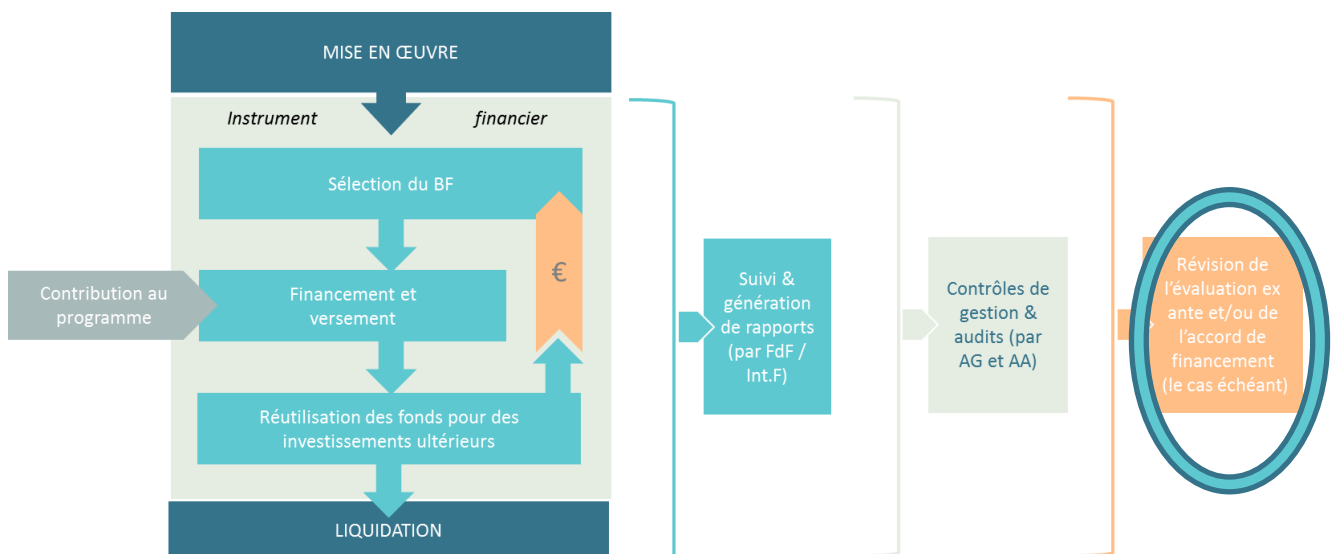 MISE EN ŒUVRE
Instrument financier
Sélection du BF
€
Contribution au
programme
Financement et
versement
Réutilisation des fonds pour des
investissements ultérieurs
LIQUIDATION
Suivi &
génération
de rapports
(par FdF /
Int.F)
Contrôles de
gestion &
audits (par
AG et AA)
Révision de
l’évaluation ex
ante et/ou de
l’accord de
financement
(le cas échéant)